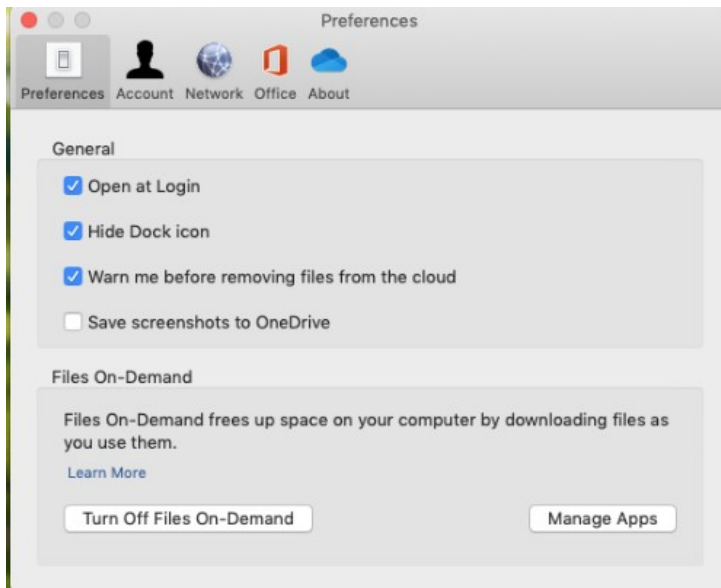 Preferences
Preferences Account Network Office About
General
Open at Login
Hide Dock icon
Warn me before removing files from the cloud
Save screenshots to OneDrive
Files On-Demand
Files On-Demand frees up space on your computer by downloading files as
you use them.
Learn More
Turn Off Files On-Demand Manage Apps